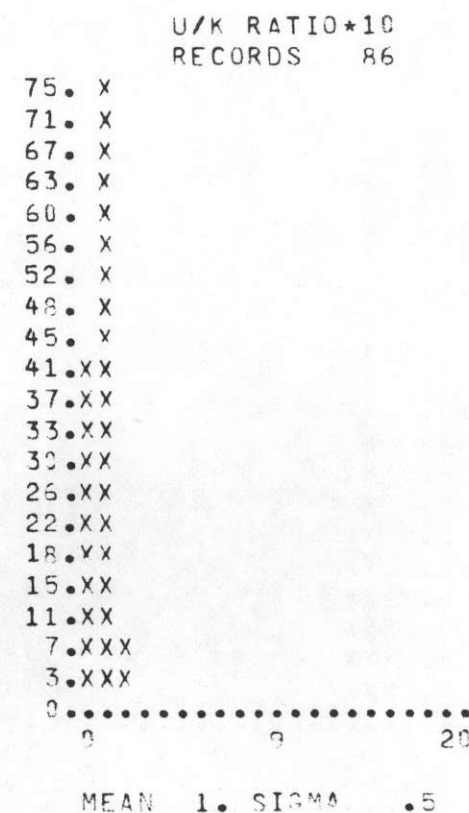 U/K RATIO*10
RECORDS 86
75. X
71. X
67. X
63. X
60. X
56. X
52. X
48. X
45. X
41.XX
37.XX
33.XX
30.XX
26.XX
22.XX
18.XX
15.XX
11.XX
7.XXX
3.XXX
0.....................
0 9 20
MEAN 1. SIGMA .5